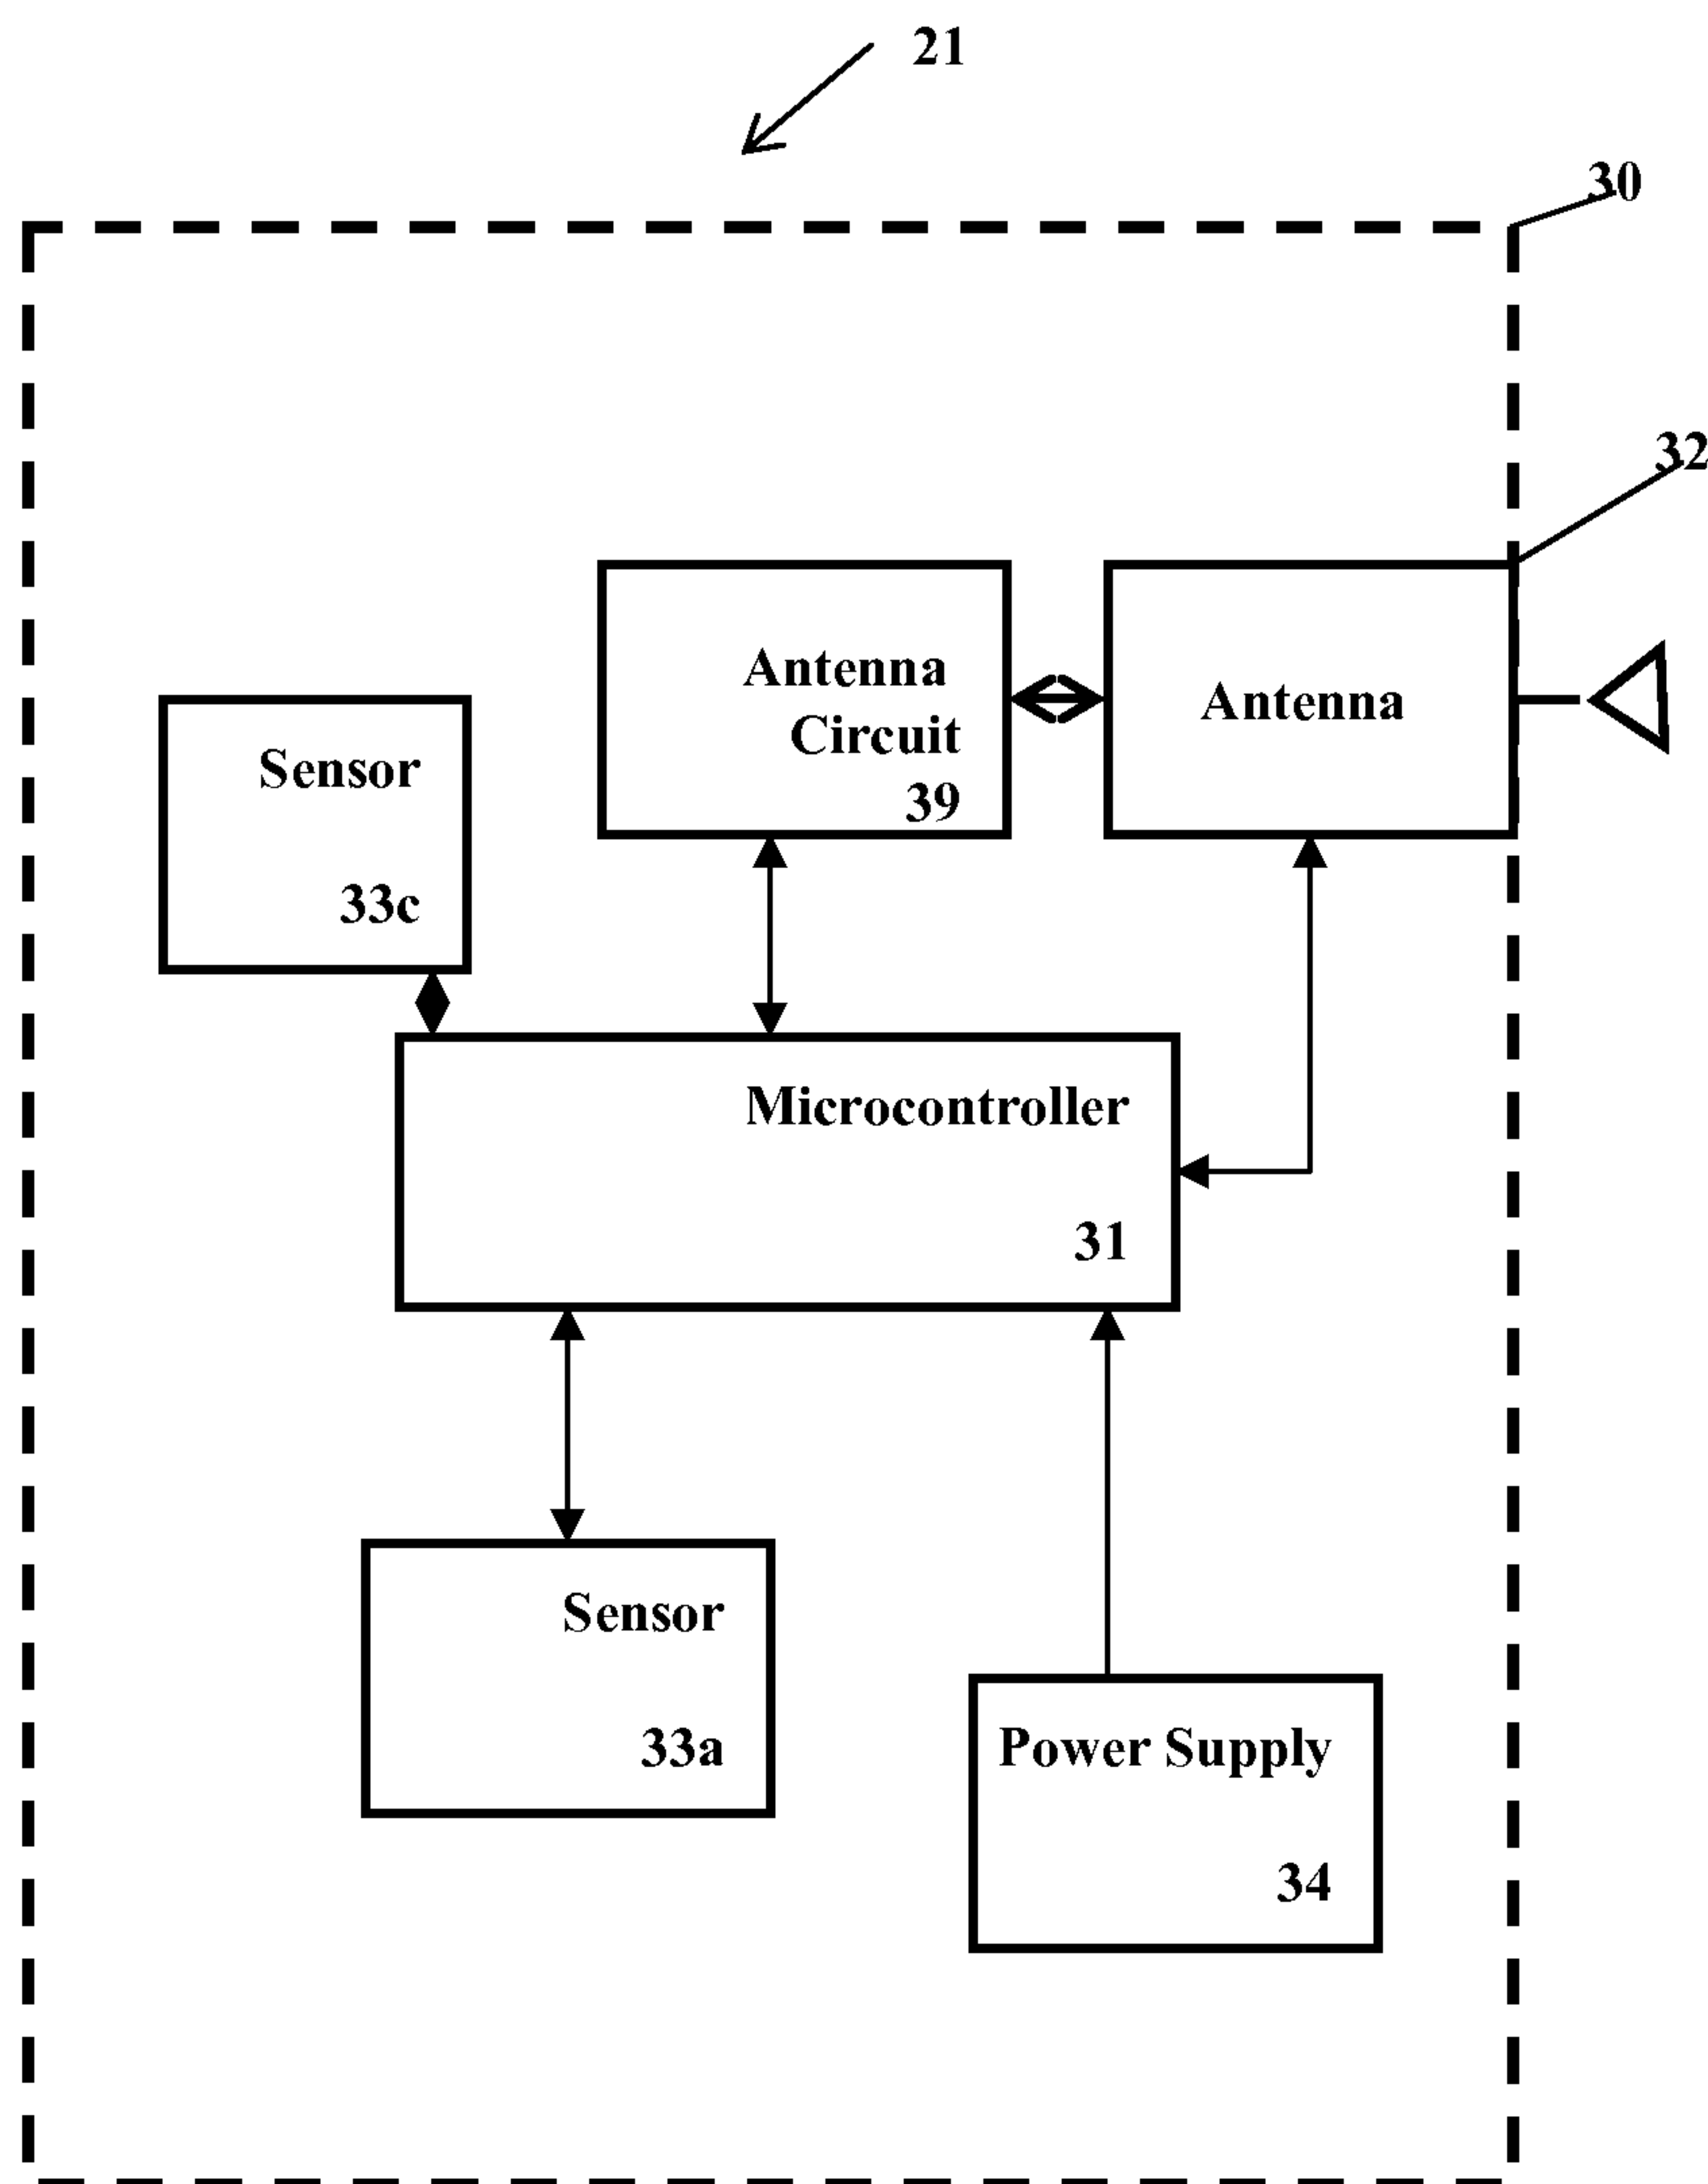 21
30
32
Antenna
Circuit
39
Antenna
Sensor
33c
Microcontroller
31
Sensor
33a
Power Supply
34